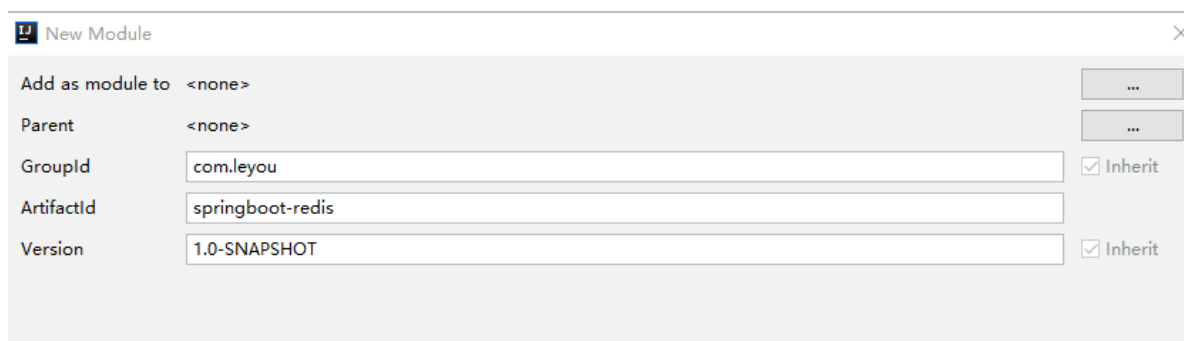 New Module
Add as module to <none> ...
Parent <none> ...
GroupId com.leyou Inherit
ArtifactId springboot-redis
Version 1.0-SNAPSHOT Inherit